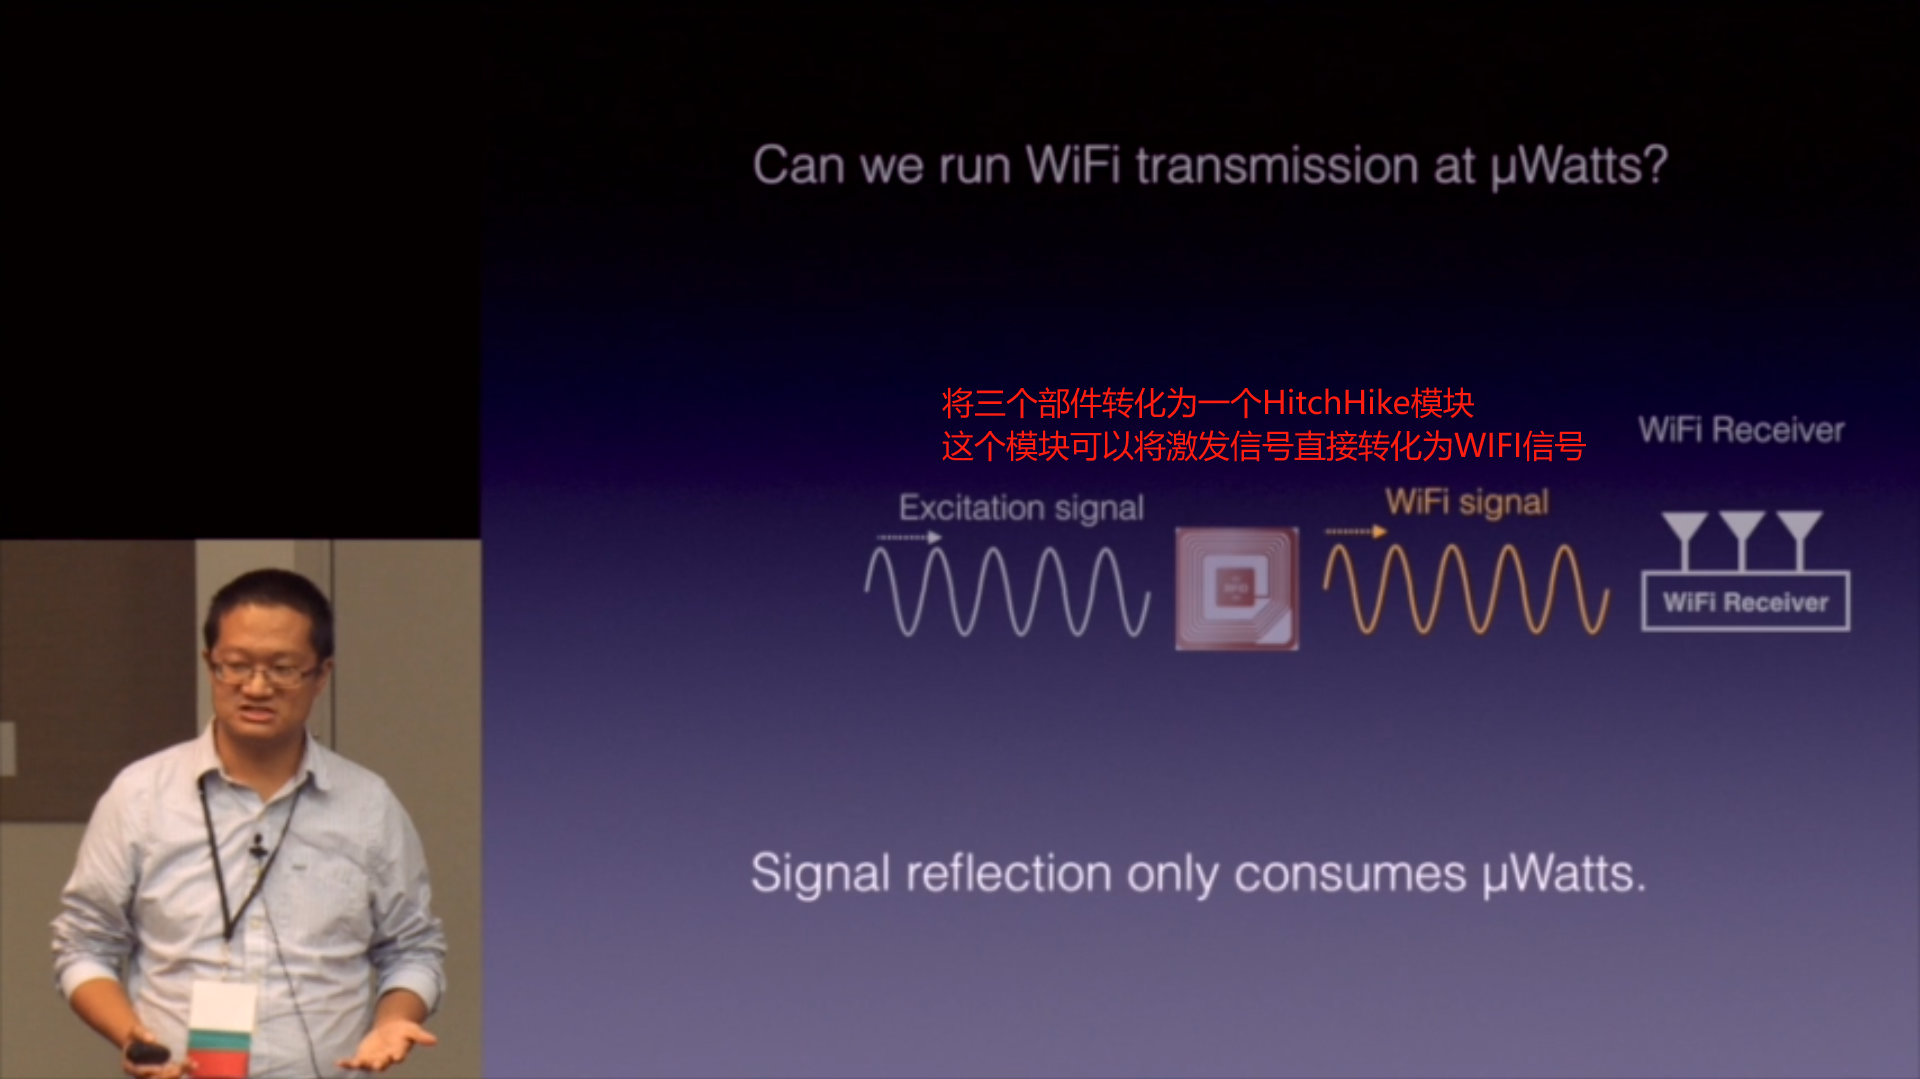 Can we run WiFi transmission at µWatts?
将三个部件转化为一个HitchHike模块
这个模块可以将激发信号直接转化为WIFI信号
WiFi Receiver
Excitation signal
WiFi signal
WiFi Receiver
Signal reflection only consumes µWatts.